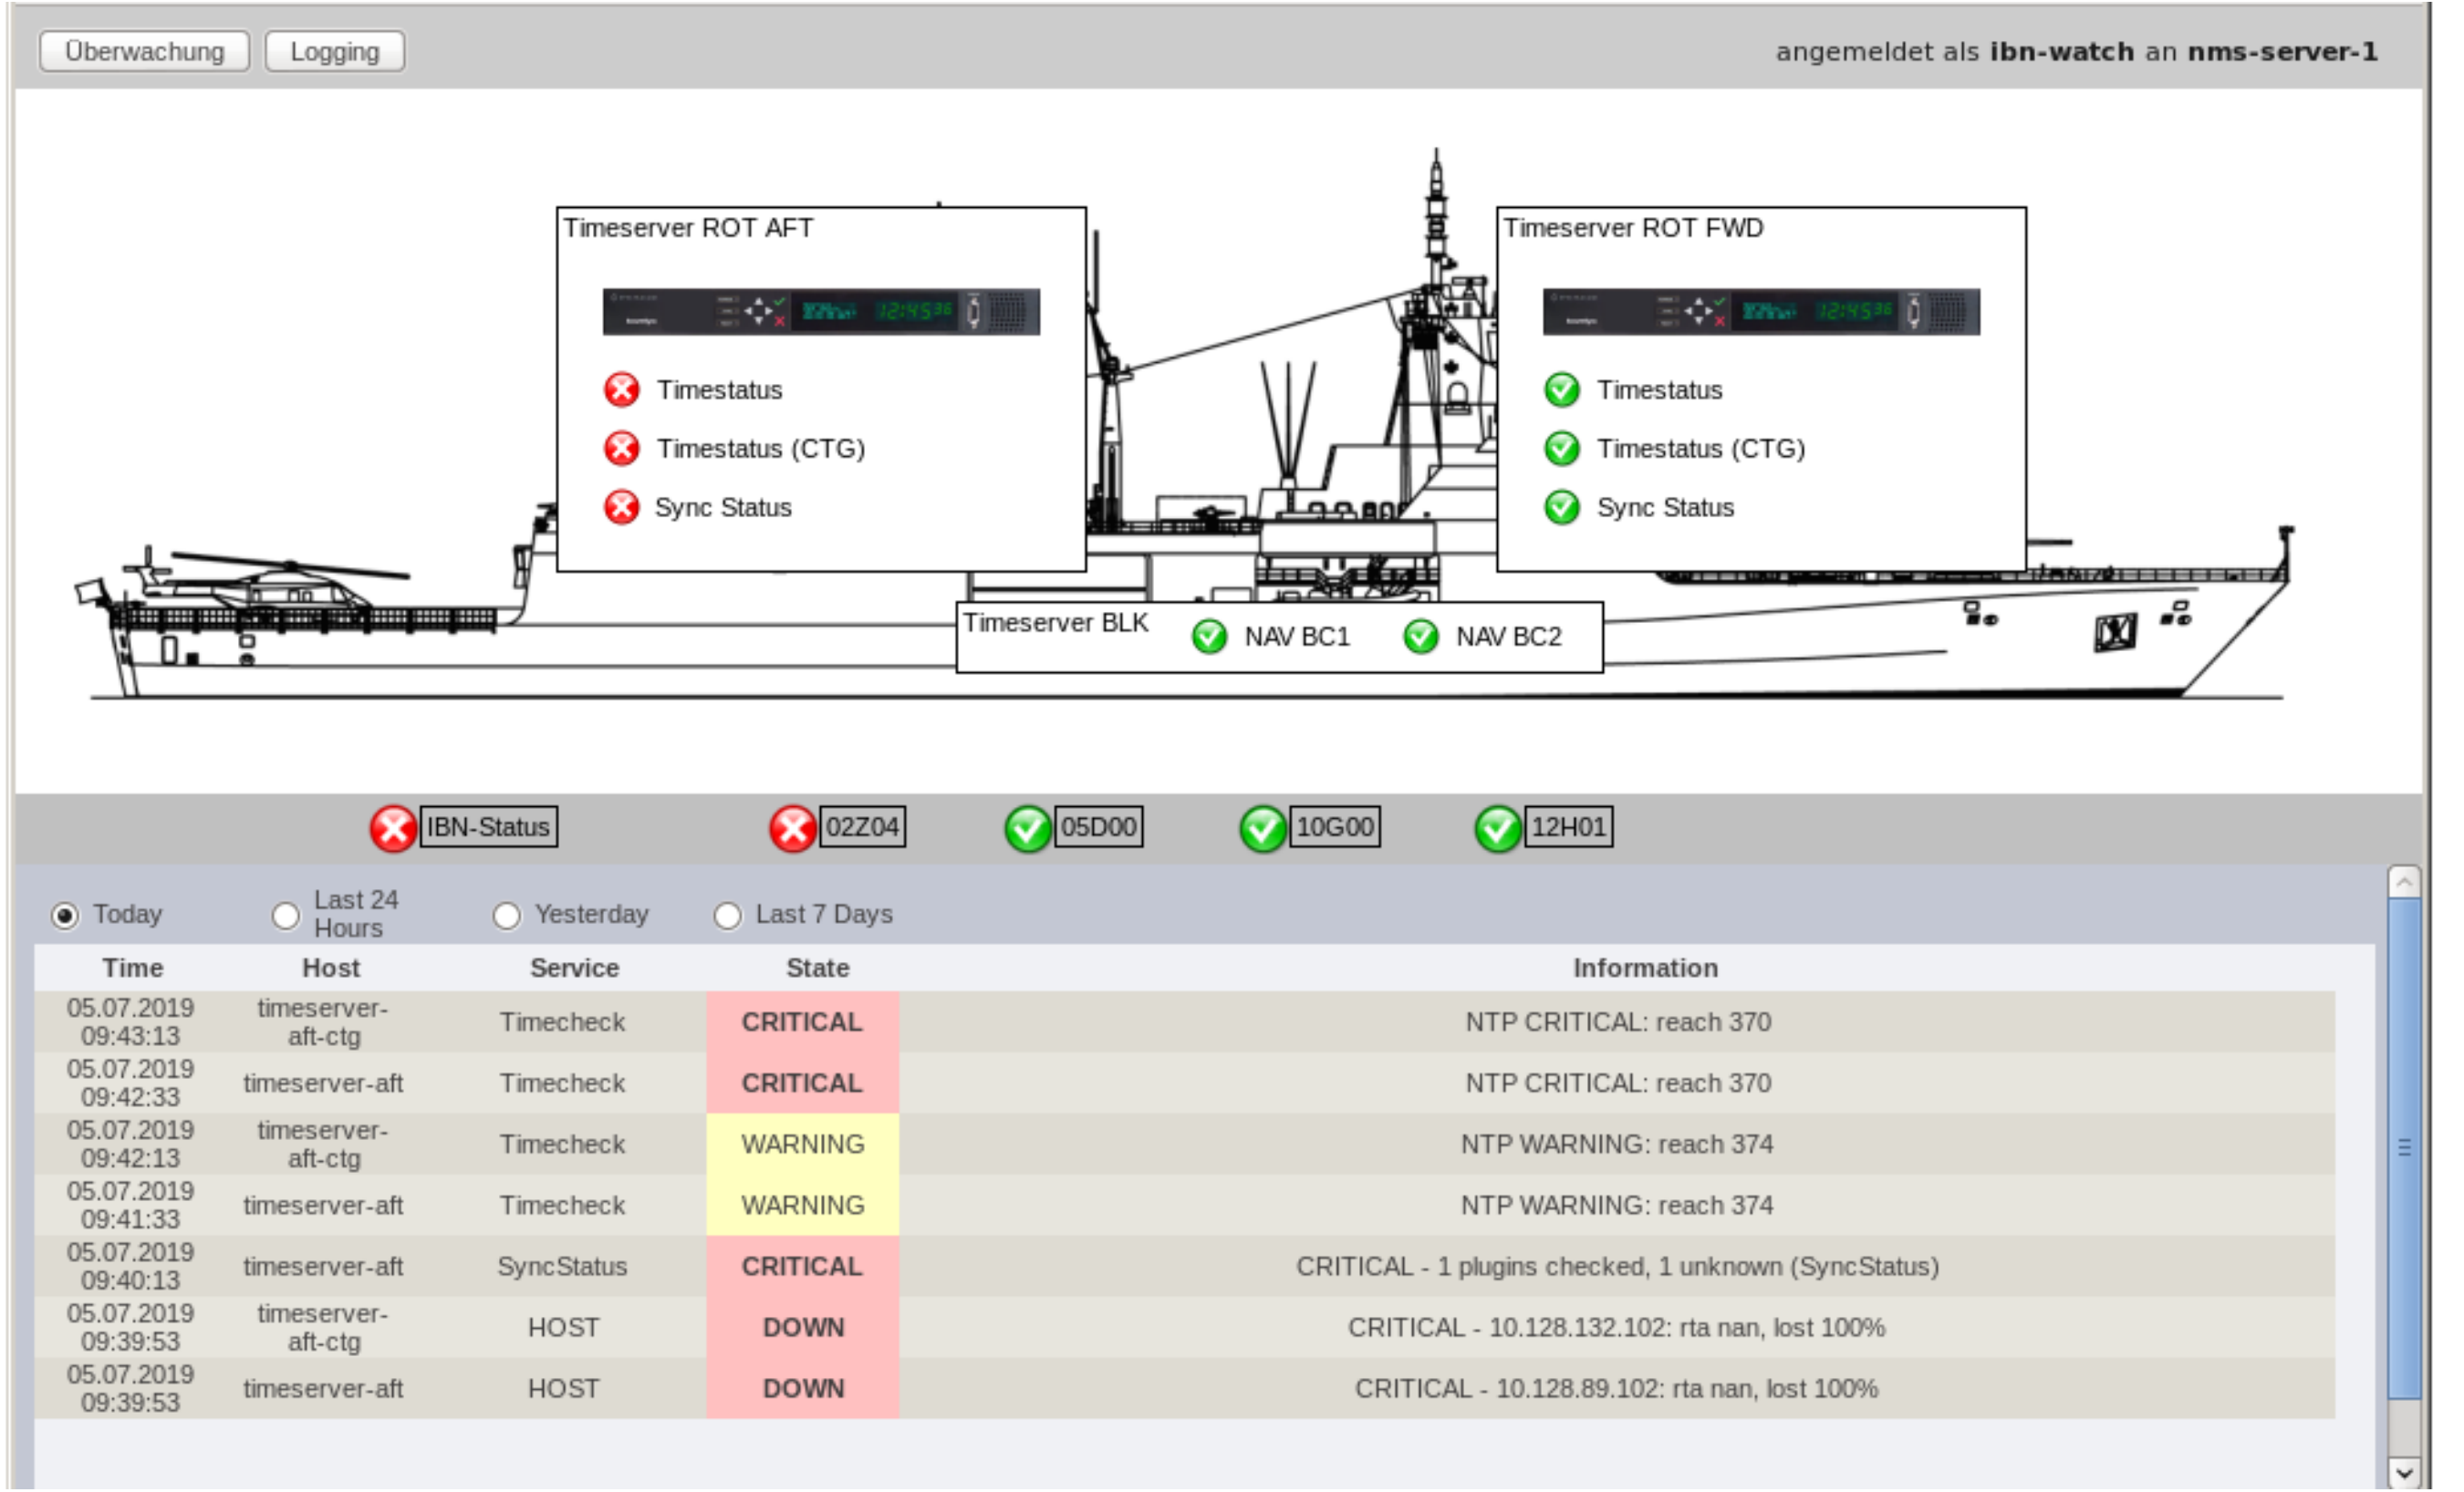 Überwachung Logging angemeldet als ibn-watch an nms-server-1
Timeserver ROT AFT
12:45 36
Timestatus
Timestatus (CTG)
Sync Status
Timeserver ROT FWD
12:45 36
Timestatus
Timestatus (CTG)
Sync Status
Timeserver BLK NAV BC1 NAV BC2
IBN-Status 02Z04 05D00 10G00 12H01
Today Last 24 Hours Yesterday Last 7 Days
Time Host Service State Information
05.07.2019 09:43:13 timeserver-aft-ctg Timecheck CRITICAL NTP CRITICAL: reach 370
05.07.2019 09:42:33 timeserver-aft Timecheck CRITICAL NTP CRITICAL: reach 370
05.07.2019 09:42:13 timeserver-aft-ctg Timecheck WARNING NTP WARNING: reach 374
05.07.2019 09:41:33 timeserver-aft Timecheck WARNING NTP WARNING: reach 374
05.07.2019 09:40:13 timeserver-aft SyncStatus CRITICAL CRITICAL - 1 plugins checked, 1 unknown (SyncStatus)
05.07.2019 09:39:53 timeserver-aft-ctg HOST DOWN CRITICAL - 10.128.132.102: rta nan, lost 100%
05.07.2019 09:39:53 timeserver-aft HOST DOWN CRITICAL - 10.128.89.102: rta nan, lost 100%